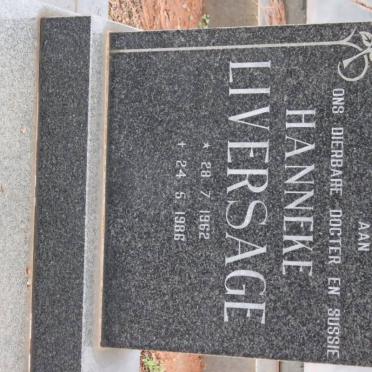 AAN
ONS DIERBARE DOGTER EN SUSSIE
HANNEKE
LIVERSAGE
★ 28.7.1962
+ 24.5.1986